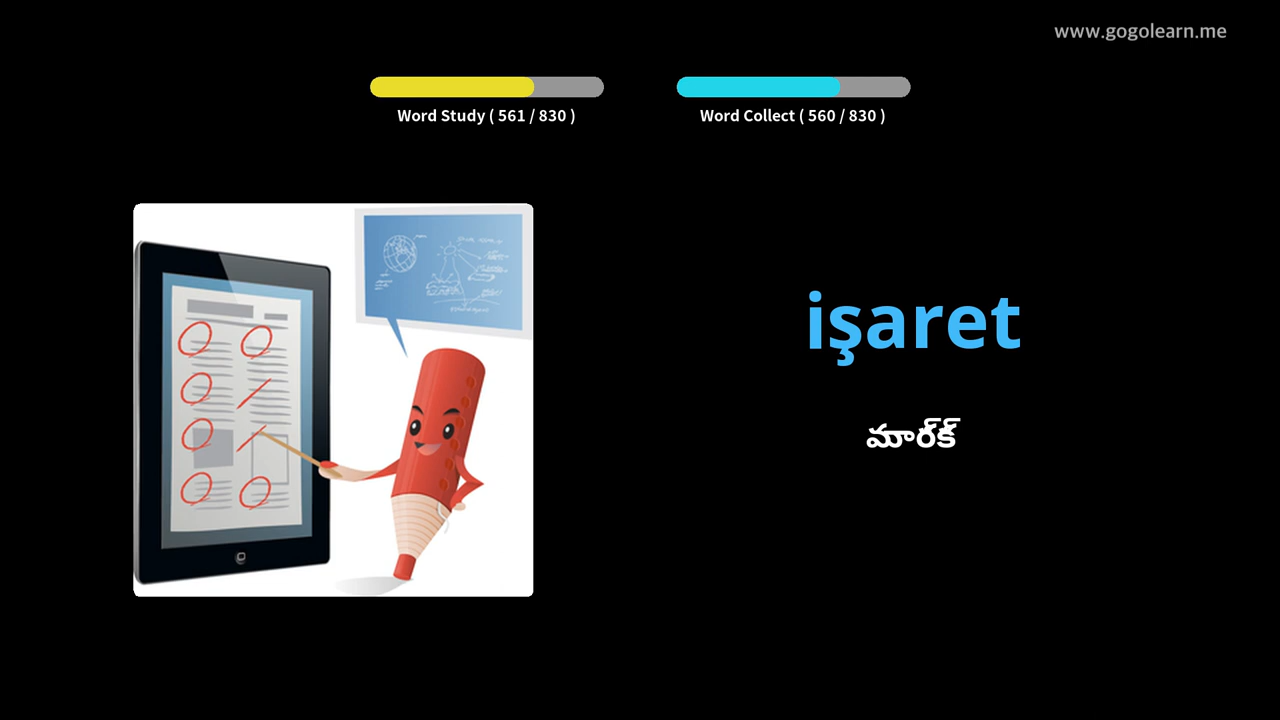 www.gogolearn.me
Word Study ( 561 / 830 )
Word Collect ( 560 / 830 )
işaret
మార్క్